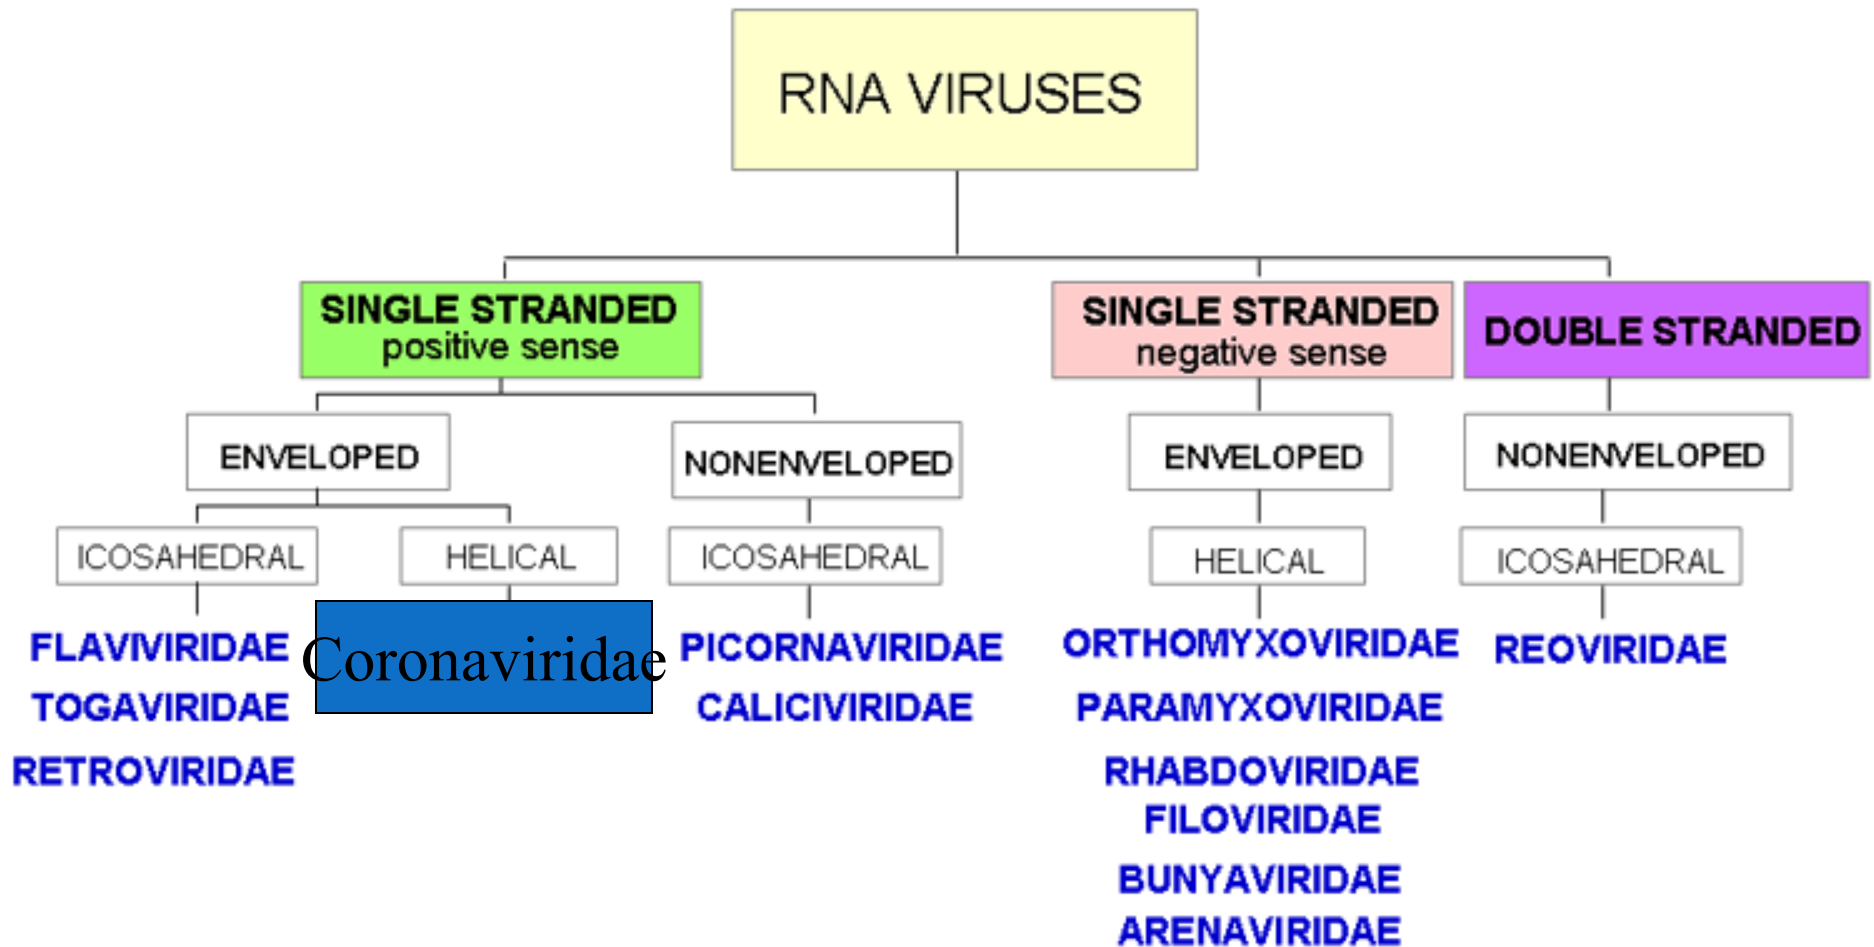 RNA VIRUSES
SINGLE STRANDED
positive sense
SINGLE STRANDED
negative sense
DOUBLE STRANDED
ENVELOPED
NONENVELOPED
ENVELOPED
NONENVELOPED
ICOSAHEDRAL
HELICAL
ICOSAHEDRAL
HELICAL
ICOSAHEDRAL
FLAVIVIRIDAE
TOGAVIRIDAE
RETROVIRIDAE
Coronaviridae
PICORNAVIRIDAE
CALICIVIRIDAE
ORTHOMYXOVIRIDAE
PARAMYXOVIRIDAE
RHABDOVIRIDAE
FILOVIRIDAE
BUNYAVIRIDAE
ARENAVIRIDAE
REOVIRIDAE